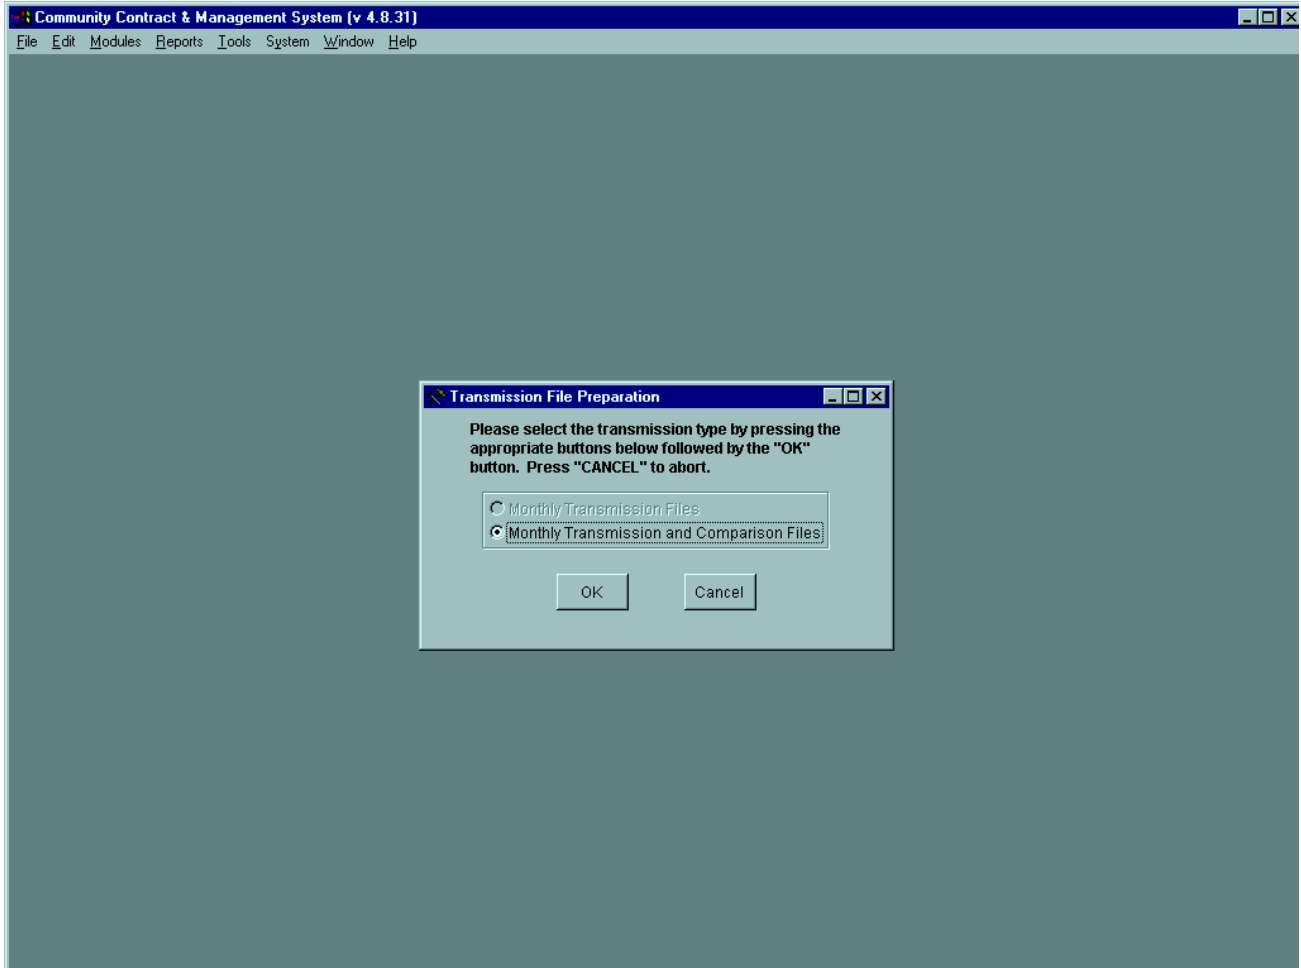 Community Contract & Management System (v 4.8.31)
File Edit Modules Reports Tools System Window Help
Transmission File Preparation
Please select the transmission type by pressing the
appropriate buttons below followed by the "OK"
button. Press "CANCEL" to abort.
Monthly Transmission Files
Monthly Transmission and Comparison Files
OK Cancel